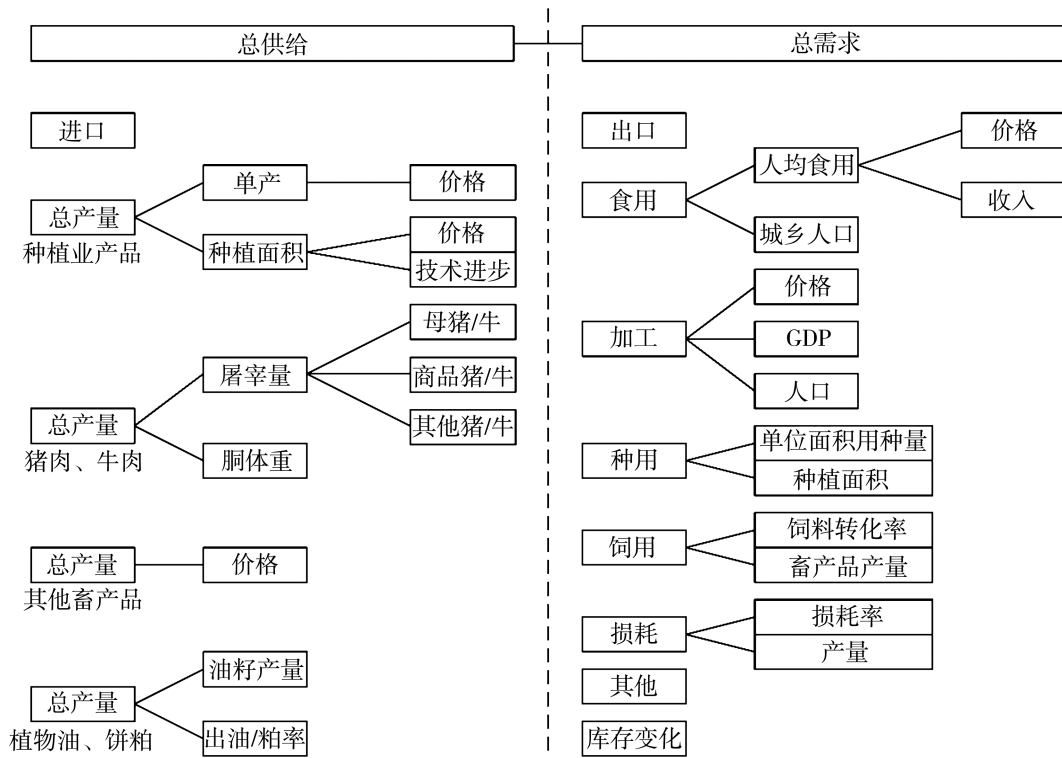 总供给
总需求
进口
总产量
种植业产品
单产
价格
种植面积
价格
技术进步
总产量
猪肉、牛肉
屠宰量
母猪/牛
商品猪/牛
其他猪/牛
胴体重
总产量
其他畜产品
价格
总产量
植物油、饼粕
油籽产量
出油/粕率
出口
食用
人均食用
价格
收入
城乡人口
加工
价格
GDP
人口
种用
单位面积用种量
种植面积
饲用
饲料转化率
畜产品产量
损耗
损耗率
产量
其他
库存变化